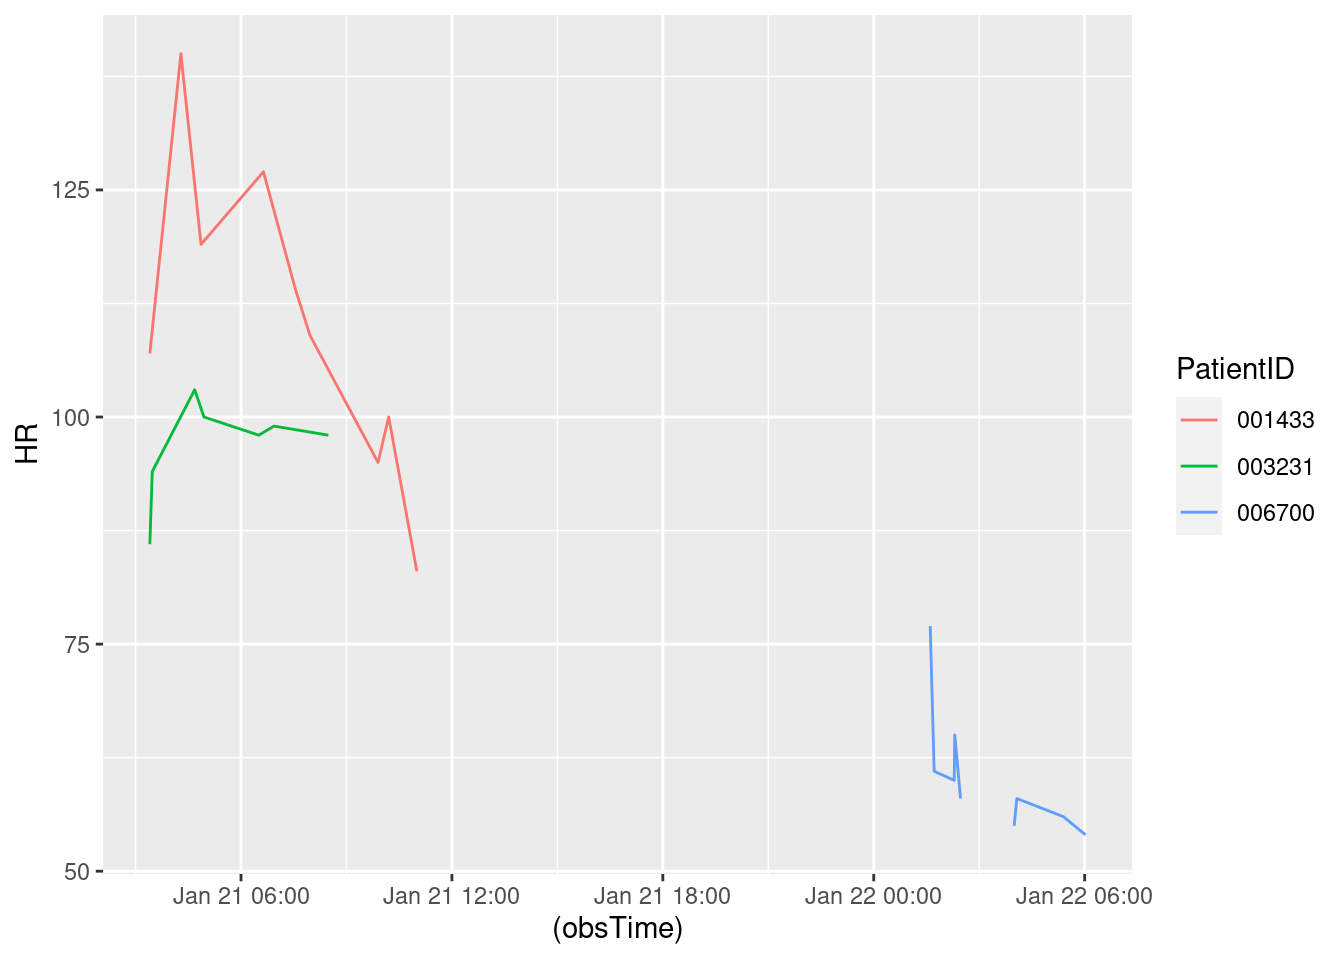 HR
125
100
75
50
Jan 21 06:00
Jan 21 12:00
Jan 21 18:00
Jan 22 00:00
Jan 22 06:00
(obsTime)
PatientID
001433
003231
006700